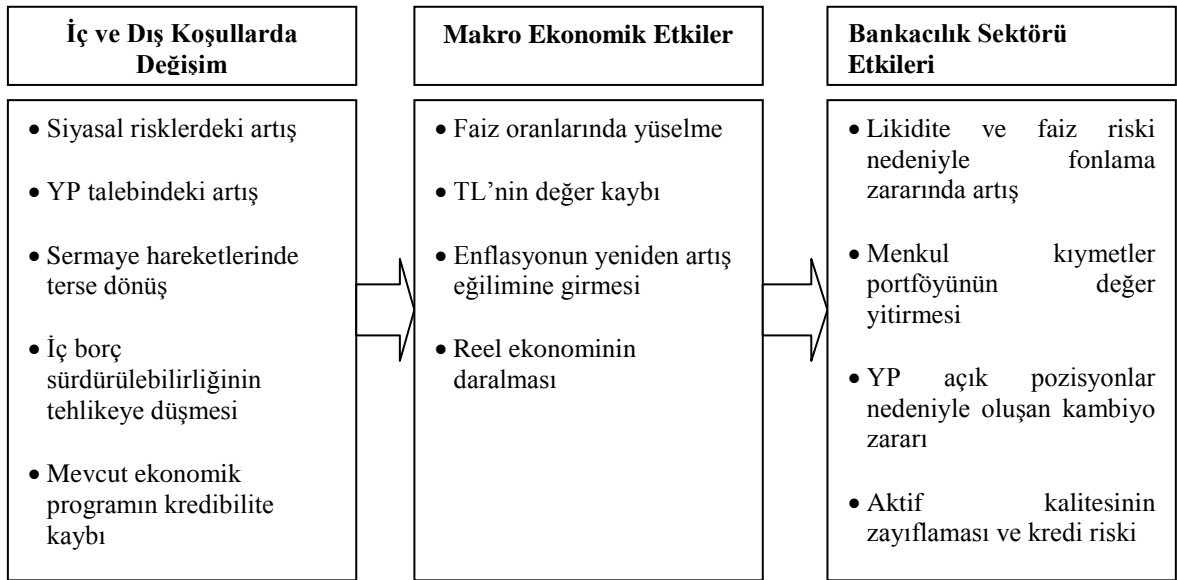 İç ve Dış Koşullarda
Değişim
• Siyasal risklerdeki artış
• YP talebindeki artış
• Sermaye hareketlerinde
terse dönüş
• İç borç
sürdürülebilirliğinin
tehlikeye düşmesi
• Mevcut ekonomik
programın kredibilite
kaybı
Makro Ekonomik Etkiler
• Faiz oranlarında yüselme
• TL’nin değer kaybı
• Enflasyonun yeniden artış
eğilimine girmesi
• Reel ekonominin
daralması
Bankacılık Sektörü
Etkileri
• Likidite ve faiz riski
nedeniyle fonlama
zararında artış
• Menkul kıymetler
portföyünün değer
yitirmesi
• YP açık pozisyonlar
nedeniyle oluşan kambiyo
zararı
• Aktif kalitesinin
zayıflaması ve kredi riski